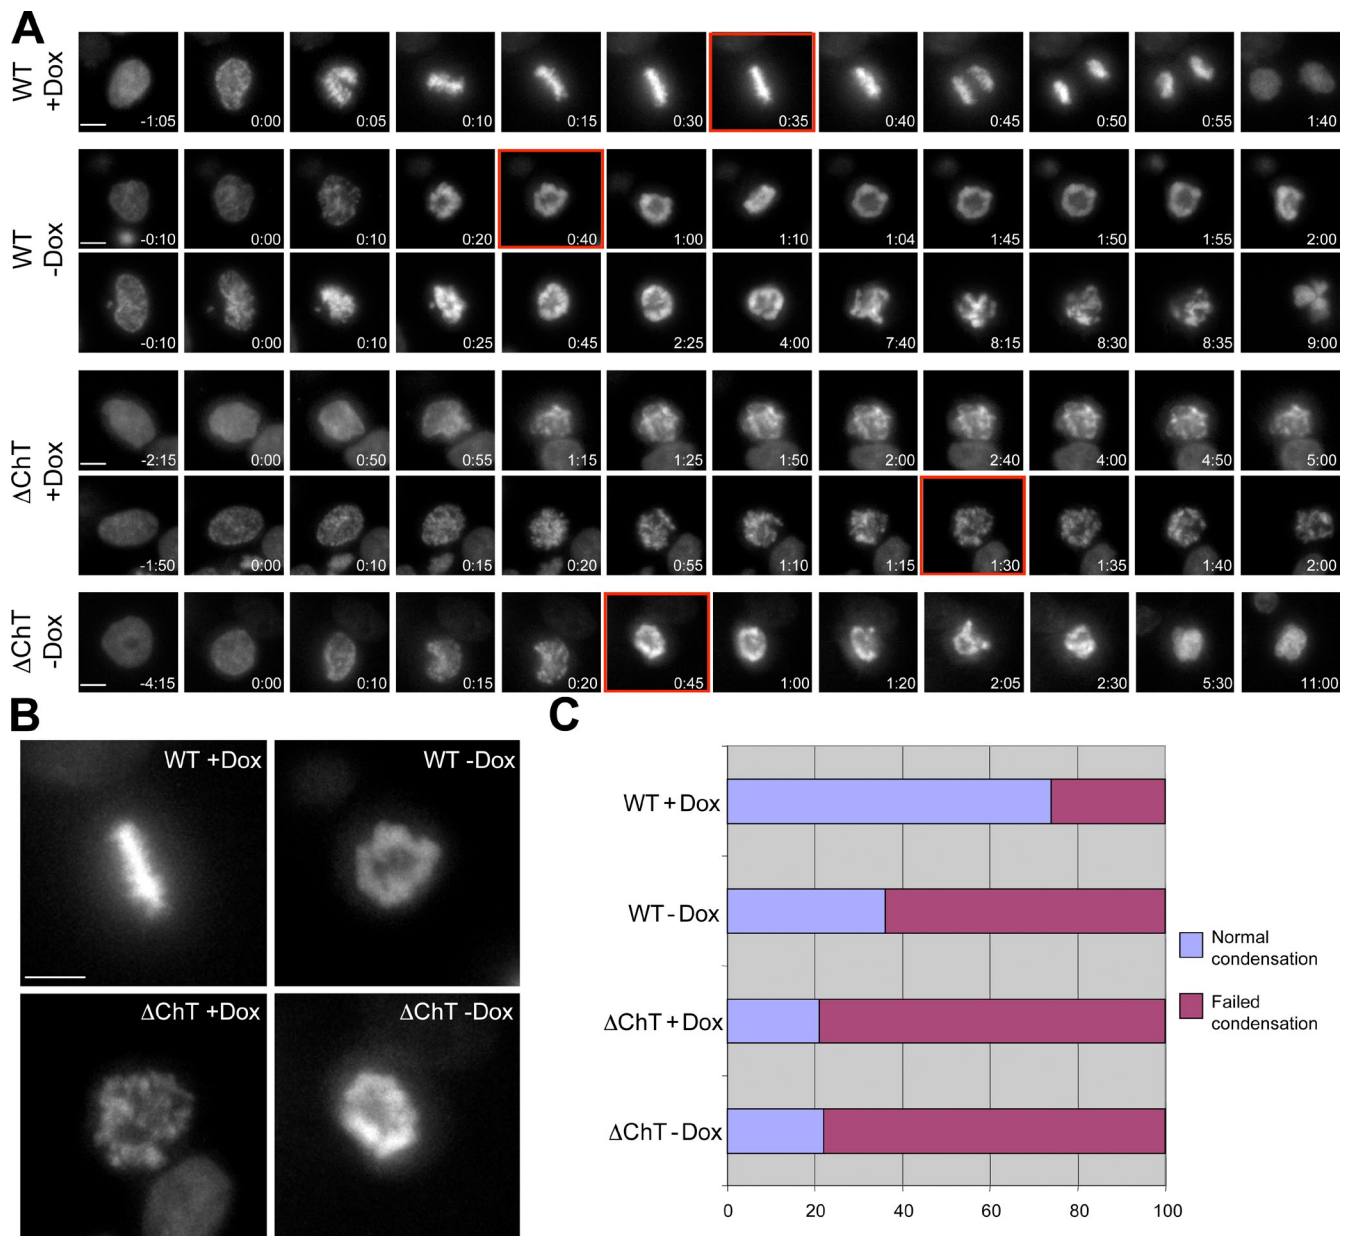 A
WT
+Dox
-1:05 0:00 0:05 0:10 0:15 0:30 0:35 0:40 0:45 0:50 0:55 1:40
WT
-Dox
-0:10 0:00 0:10 0:20 0:40 1:00 1:10 1:04 1:45 1:50 1:55 2:00
-0:10 0:00 0:10 0:25 0:45 2:25 4:00 7:40 8:15 8:30 8:35 9:00
ΔChT
+Dox
-2:15 0:00 0:50 0:55 1:15 1:25 1:50 2:00 2:40 4:00 4:50 5:00
-1:50 0:00 0:10 0:15 0:20 0:55 1:10 1:15 1:30 1:35 1:40 2:00
ΔChT
-Dox
-4:15 0:00 0:10 0:15 0:20 0:45 1:00 1:20 2:05 2:30 5:30 11:00
B
WT +Dox
WT -Dox
ΔChT +Dox
ΔChT -Dox
C
WT + Dox
WT - Dox
ΔChT + Dox
ΔChT - Dox
0 20 40 60 80 100
Normal
condensation
Failed
condensation